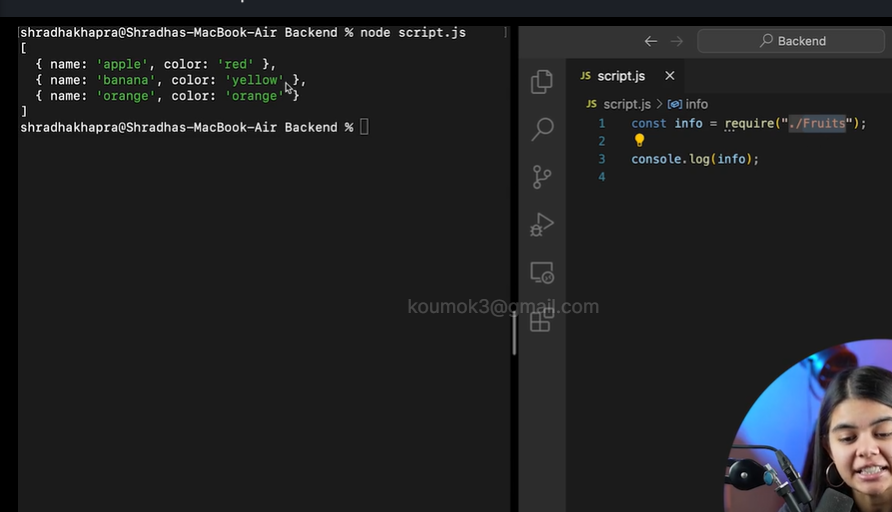 shradhakhapra@Shradhas-MacBook-Air Backend % node script.js
[
{ name: 'apple', color: 'red' },
{ name: 'banana', color: 'yellow' },
{ name: 'orange', color: 'orange' }
]
shradhakhapra@Shradhas-MacBook-Air Backend %
Backend
JS script.js
JS script.js > info
1 const info = require("./Fruits");
2
3 console.log(info);
4
koumok3@gmail.com